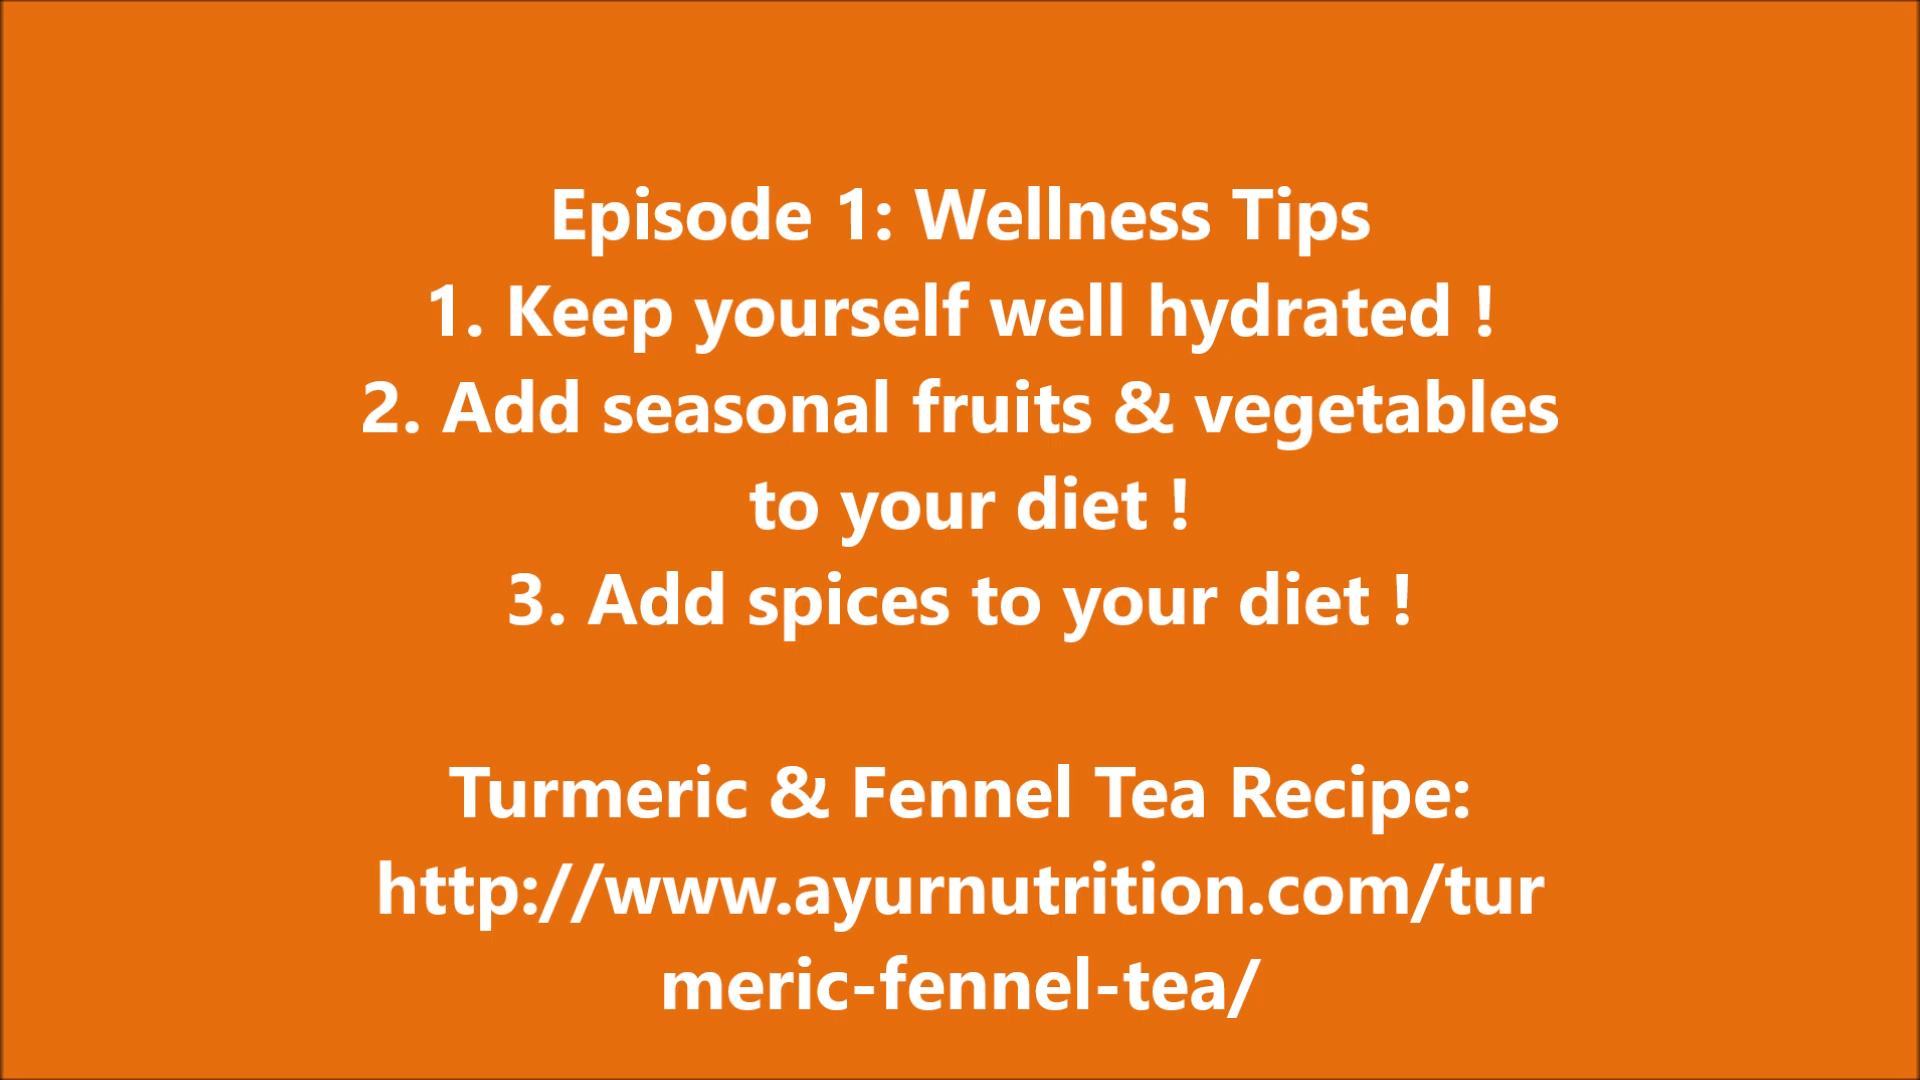 Episode 1: Wellness Tips
1. Keep yourself well hydrated !
2. Add seasonal fruits & vegetables
to your diet !
3. Add spices to your diet !
Turmeric & Fennel Tea Recipe:
http://www.ayurnutrition.com/tur
meric-fennel-tea/